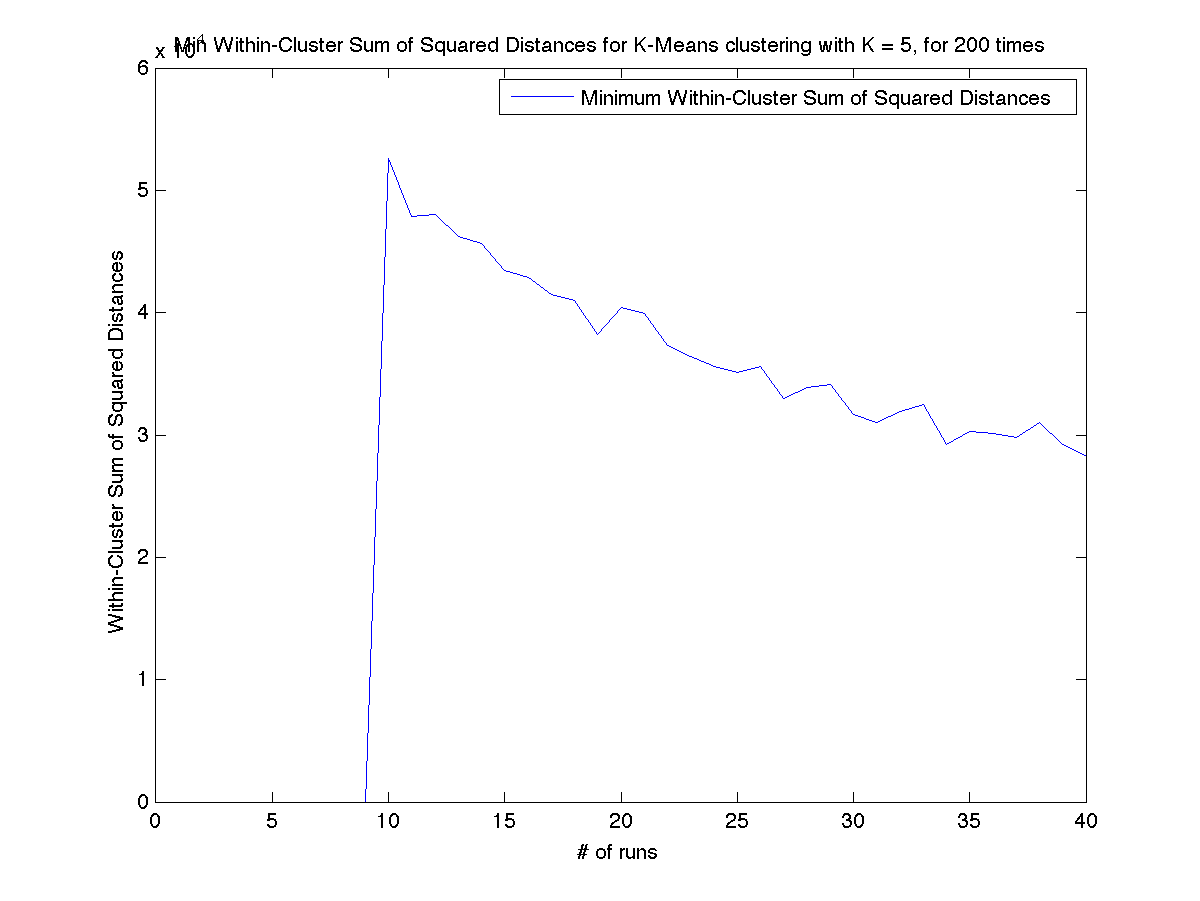 Min Within-Cluster Sum of Squared Distances for K-Means clustering with K = 5, for 200 times
x 10^4
Minimum Within-Cluster Sum of Squared Distances
6
5
4
3
2
1
0
Within-Cluster Sum of Squared Distances
0 5 10 15 20 25 30 35 40
# of runs